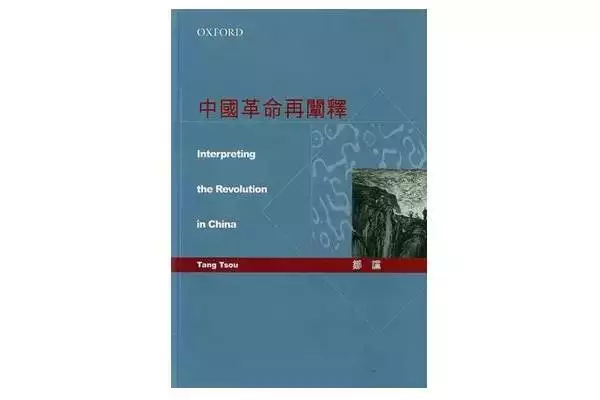 OXFORD
中國革命再闡釋
Interpreting
the Revolution
in China
Tang Tsou 鄒讜